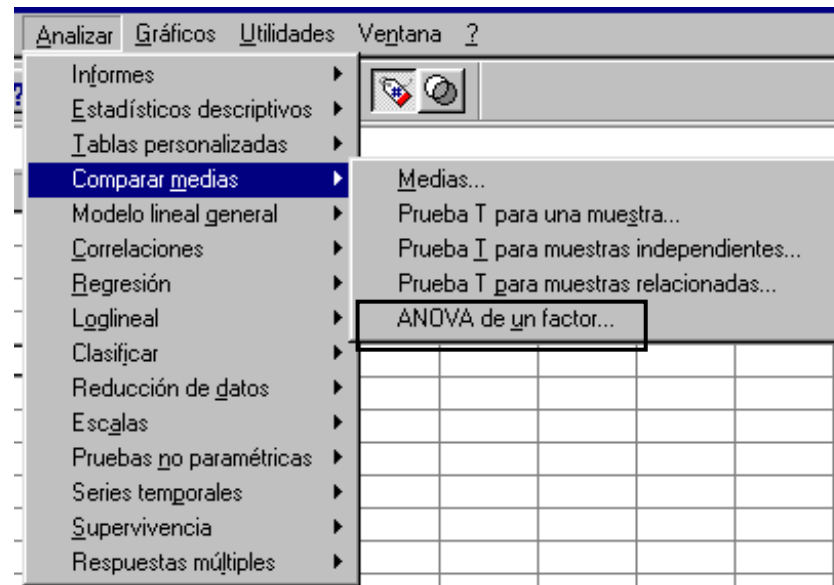 Analizar Gráficos Utilidades Ventana ?
Informes
Estadísticos descriptivos
Tablas personalizadas
Comparar medias
Modelo lineal general
Correlaciones
Regresión
Loglineal
Clasificar
Reducción de datos
Escalas
Pruebas no paramétricas
Series temporales
Supervivencia
Respuestas múltiples
Medias...
Prueba T para una muestra...
Prueba T para muestras independientes...
Prueba T para muestras relacionadas...
ANOVA de un factor...